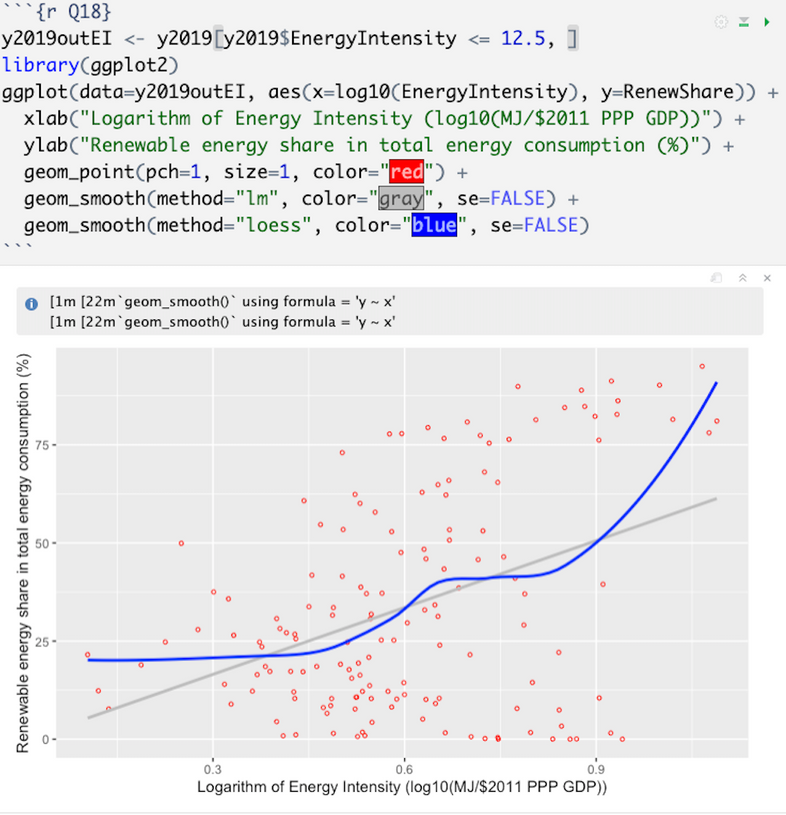 ```{r Q18}
y2019outEI <- y2019[y2019$EnergyIntensity <= 12.5, ]
library(ggplot2)
ggplot(data=y2019outEI, aes(x=log10(EnergyIntensity), y=RenewShare)) +
  xlab("Logarithm of Energy Intensity (log10(MJ/$2011 PPP GDP))") +
  ylab("Renewable energy share in total energy consumption (%)") +
  geom_point(pch=1, size=1, color="red") +
  geom_smooth(method="lm", color="gray", se=FALSE) +
  geom_smooth(method="loess", color="blue", se=FALSE)
```
[1m [22m`geom_smooth()` using formula = 'y ~ x'
[1m [22m`geom_smooth()` using formula = 'y ~ x'
Renewable energy share in total energy consumption (%)
75
50
25
0
0.3 0.6 0.9
Logarithm of Energy Intensity (log10(MJ/$2011 PPP GDP))